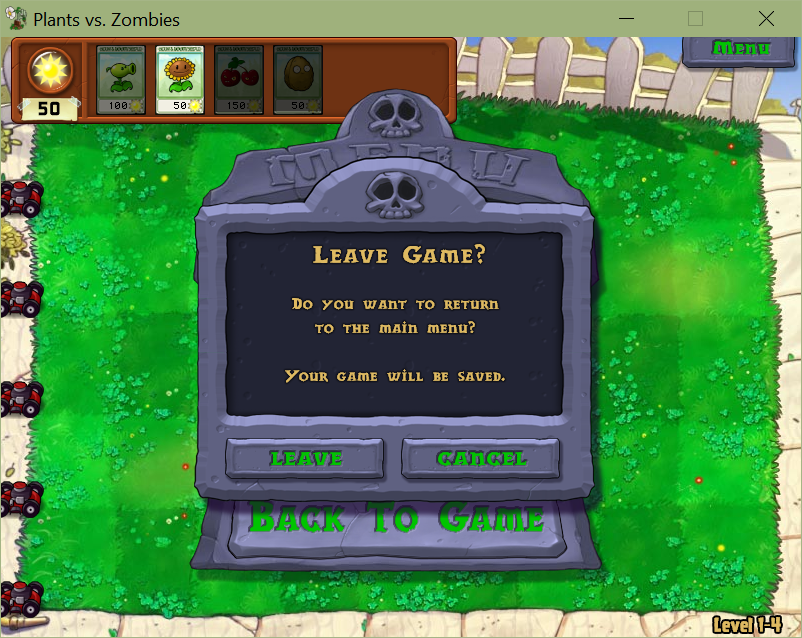 Plants vs. Zombies
Menu
50
100
50
150
50
MENU
Leave Game?
Do you want to return
to the main menu?
Your game will be saved.
LEAVE
CANCEL
Back To Game
Level 1-4